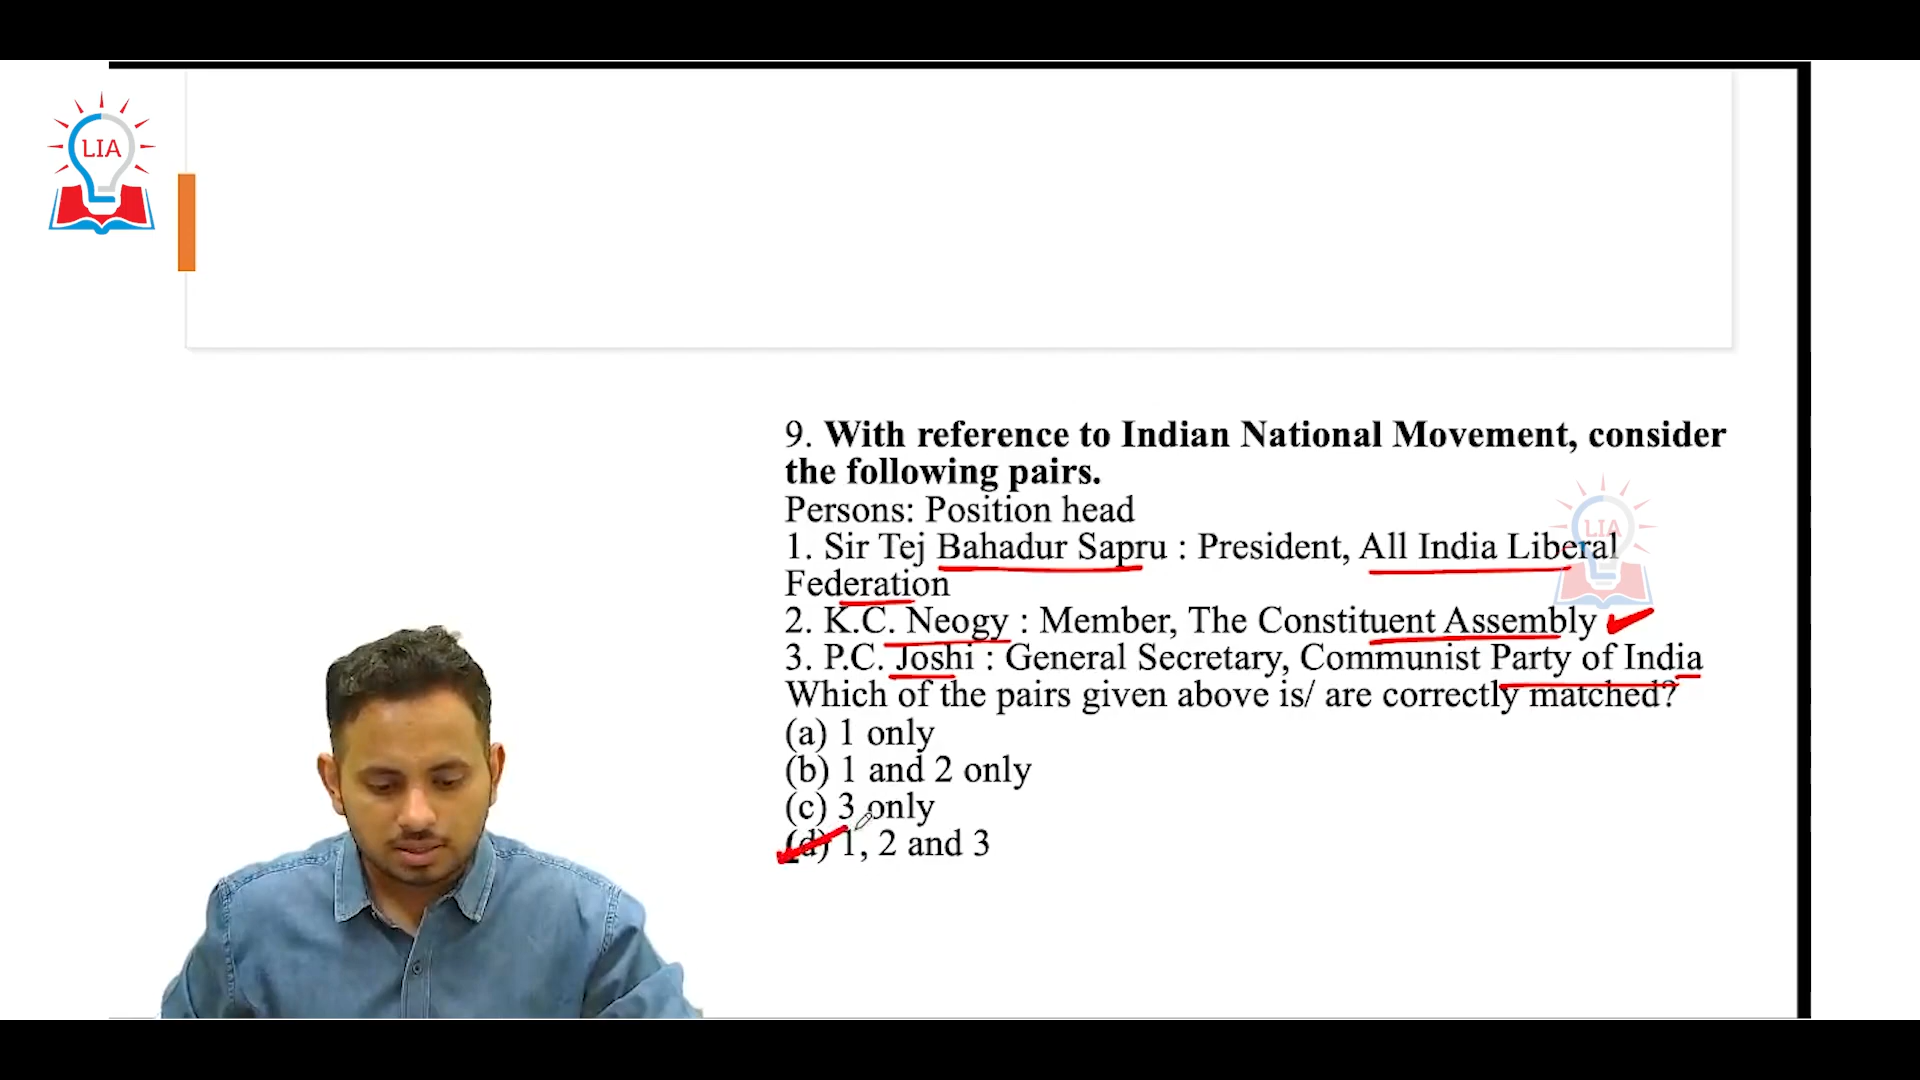 LIA
9. With reference to Indian National Movement, consider
the following pairs.
Persons: Position head
LIA
1. Sir Tej Bahadur Sapru : President, All India Liberal
Federation
2. K.C. Neogy : Member, The Constituent Assembly
3. P.C. Joshi : General Secretary, Communist Party of India
Which of the pairs given above is/ are correctly matched?
(a) 1 only
(b) 1 and 2 only
(c) 3 only
(d) 1, 2 and 3